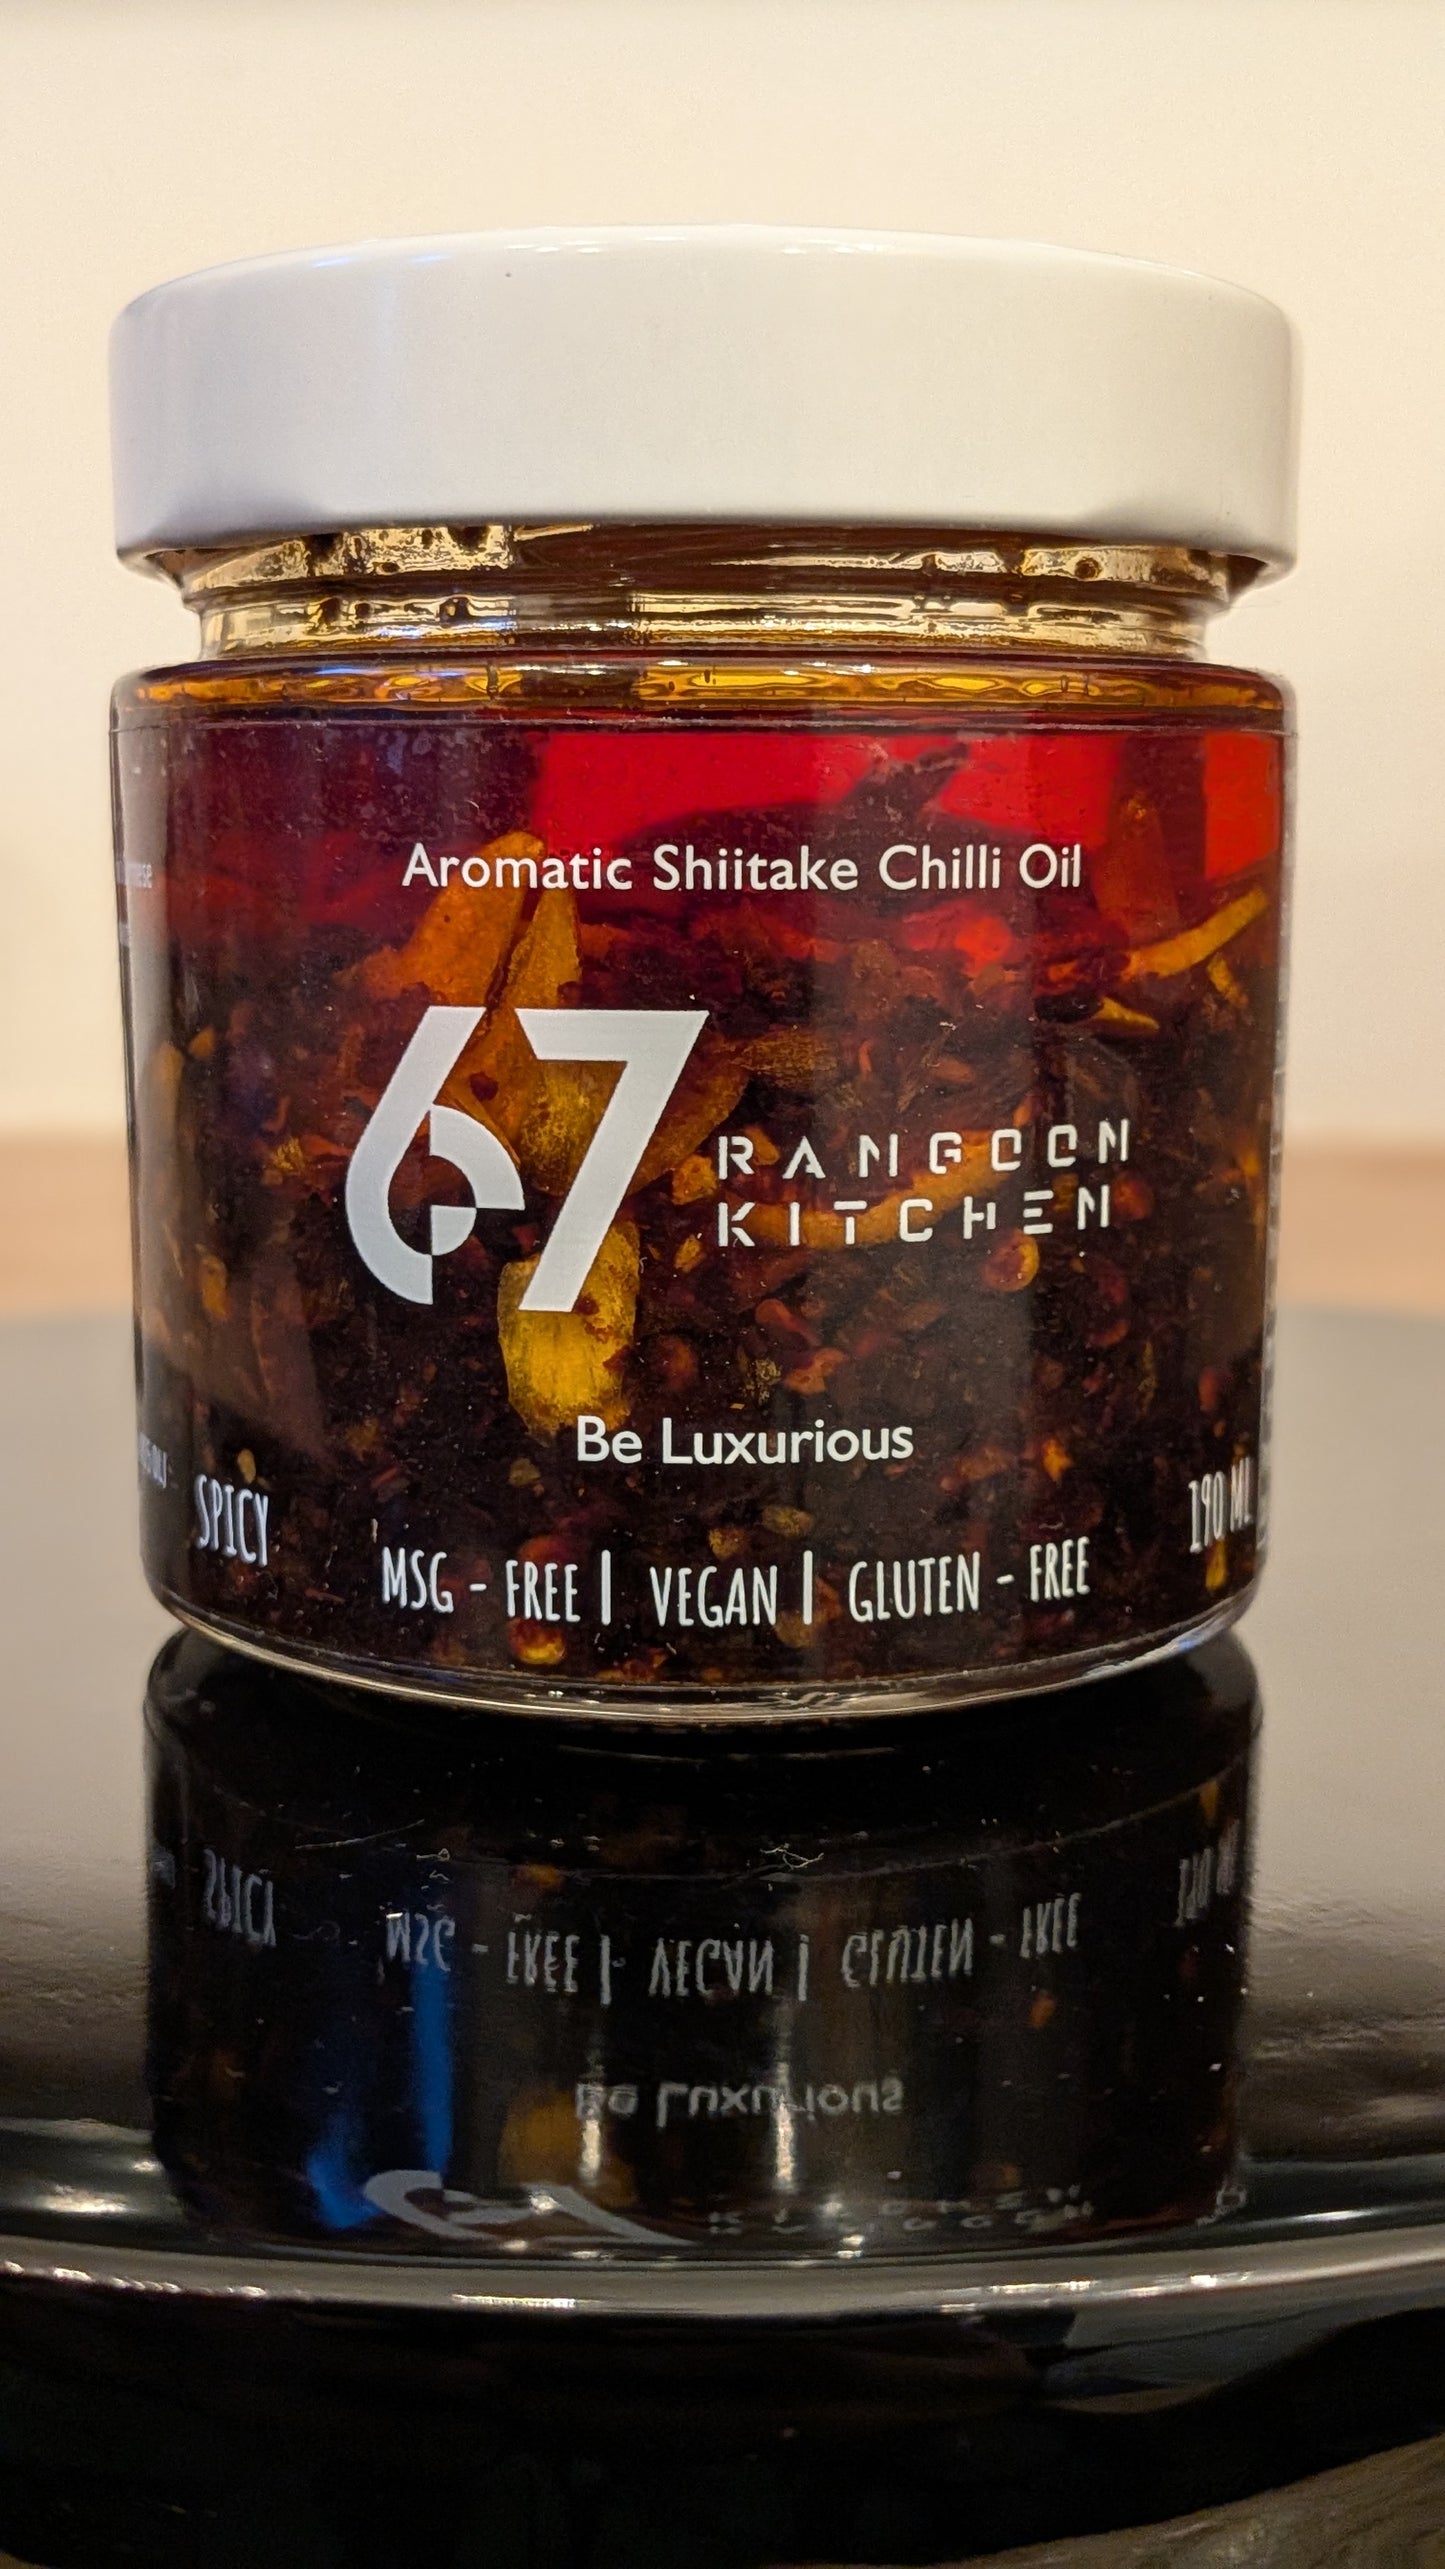 Aromatic Shiitake Chilli Oil
67
RANGOON
KITCHEN
Be Luxurious
SPICY
MSG - FREE | VEGAN | GLUTEN - FREE
190 ML